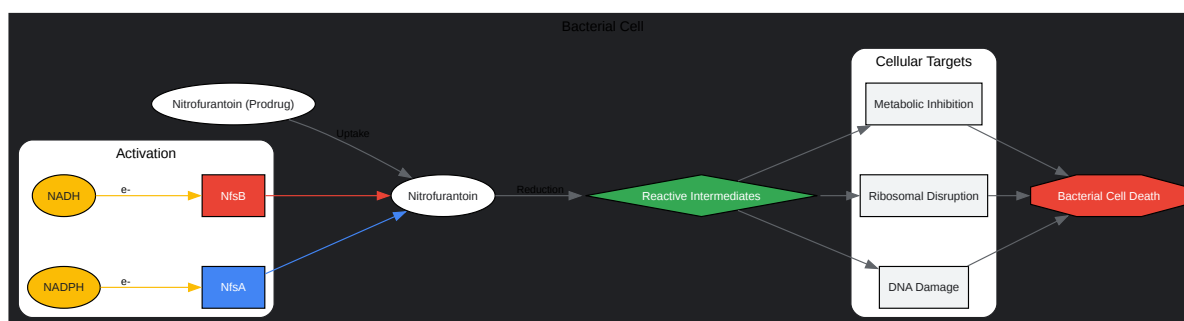 Bacterial Cell
Cellular Targets
Nitrofurantoin (Prodrug)
Metabolic Inhibition
Uptake
Activation
NADH
e-
NfsB
Nitrofurantoin
Reduction
Reactive Intermediates
Ribosomal Disruption
Bacterial Cell Death
NADPH
e-
NfsA
DNA Damage